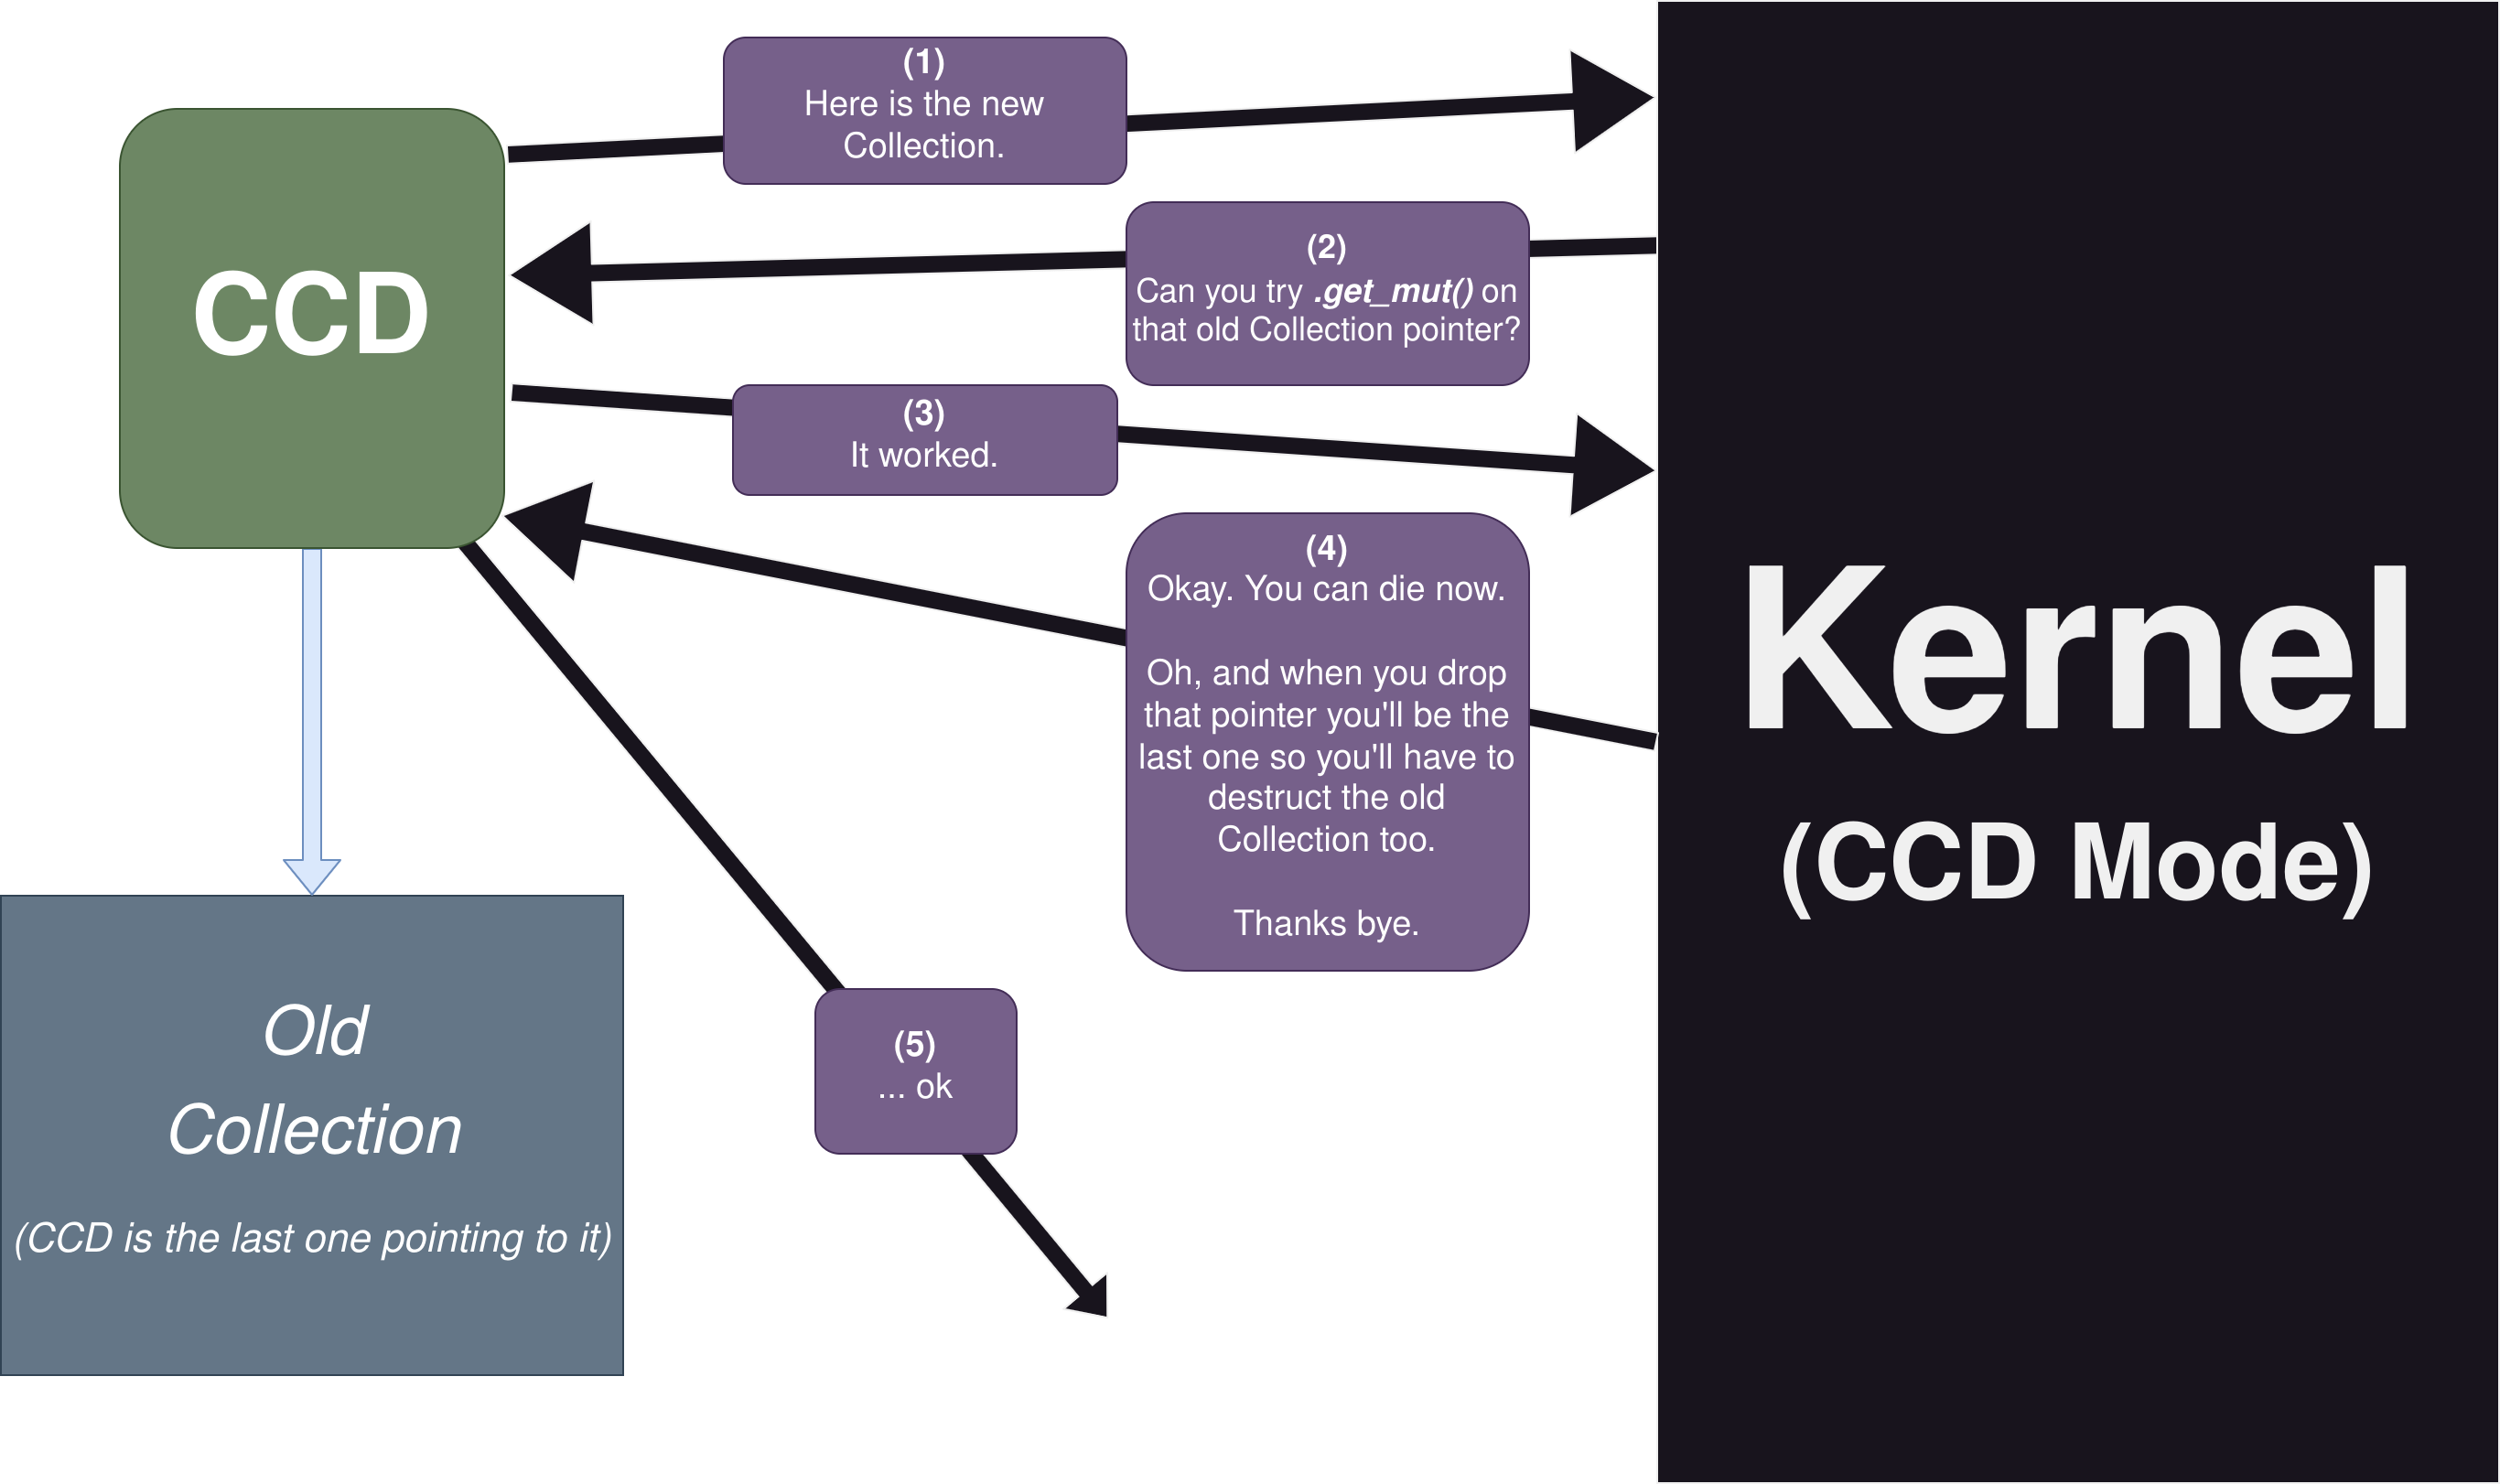 CCD
(1)
Here is the new
Collection.
(2)
Can you try .get_mut() on
that old Collection pointer?
(3)
It worked.
(4)
Okay. You can die now.
Oh, and when you drop
that pointer you'll be the
last one so you'll have to
destruct the old
Collection too.
Thanks bye.
(5)
... ok
Old
Collection
(CCD is the last one pointing to it)
Kernel
(CCD Mode)